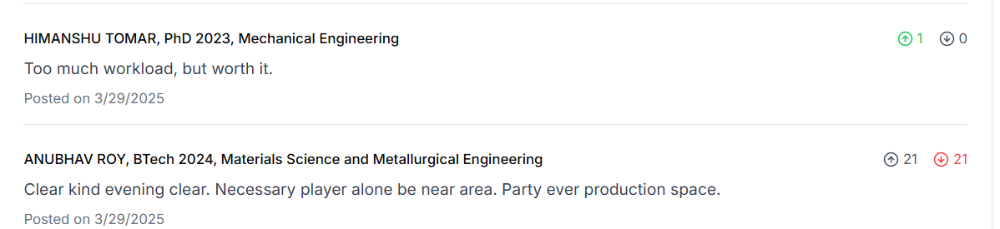 HIMANSHU TOMAR, PhD 2023, Mechanical Engineering 1 0
Too much workload, but worth it.
Posted on 3/29/2025
ANUBHAV ROY, BTech 2024, Materials Science and Metallurgical Engineering 21 21
Clear kind evening clear. Necessary player alone be near area. Party ever production space.
Posted on 3/29/2025